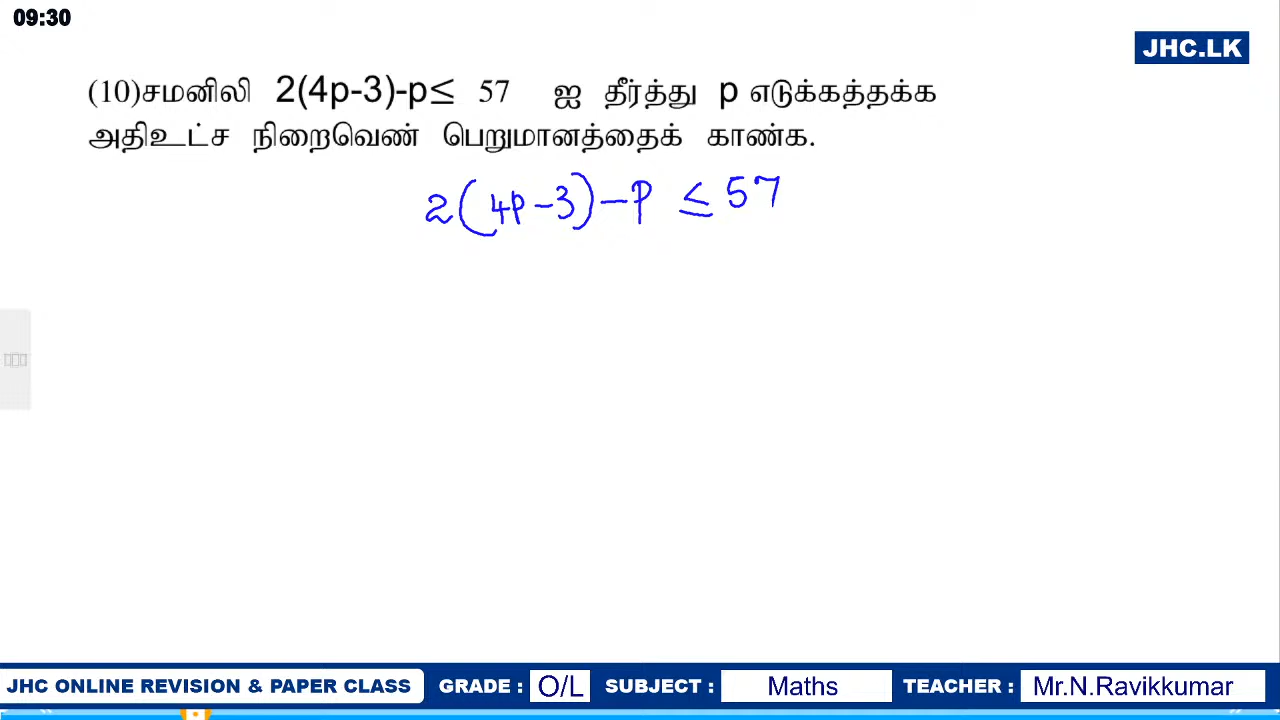 09:30
JHC.LK
(10)சமனிலி 2(4p-3)-p≤ 57 ஐ தீர்த்து p எடுக்கத்தக்க
அதிஉட்ச நிறைவெண் பெறுமானத்தைக் காண்க.
2(4p-3)-p ≤ 57
JHC ONLINE REVISION & PAPER CLASS GRADE : O/L SUBJECT : Maths TEACHER : Mr.N.Ravikkumar